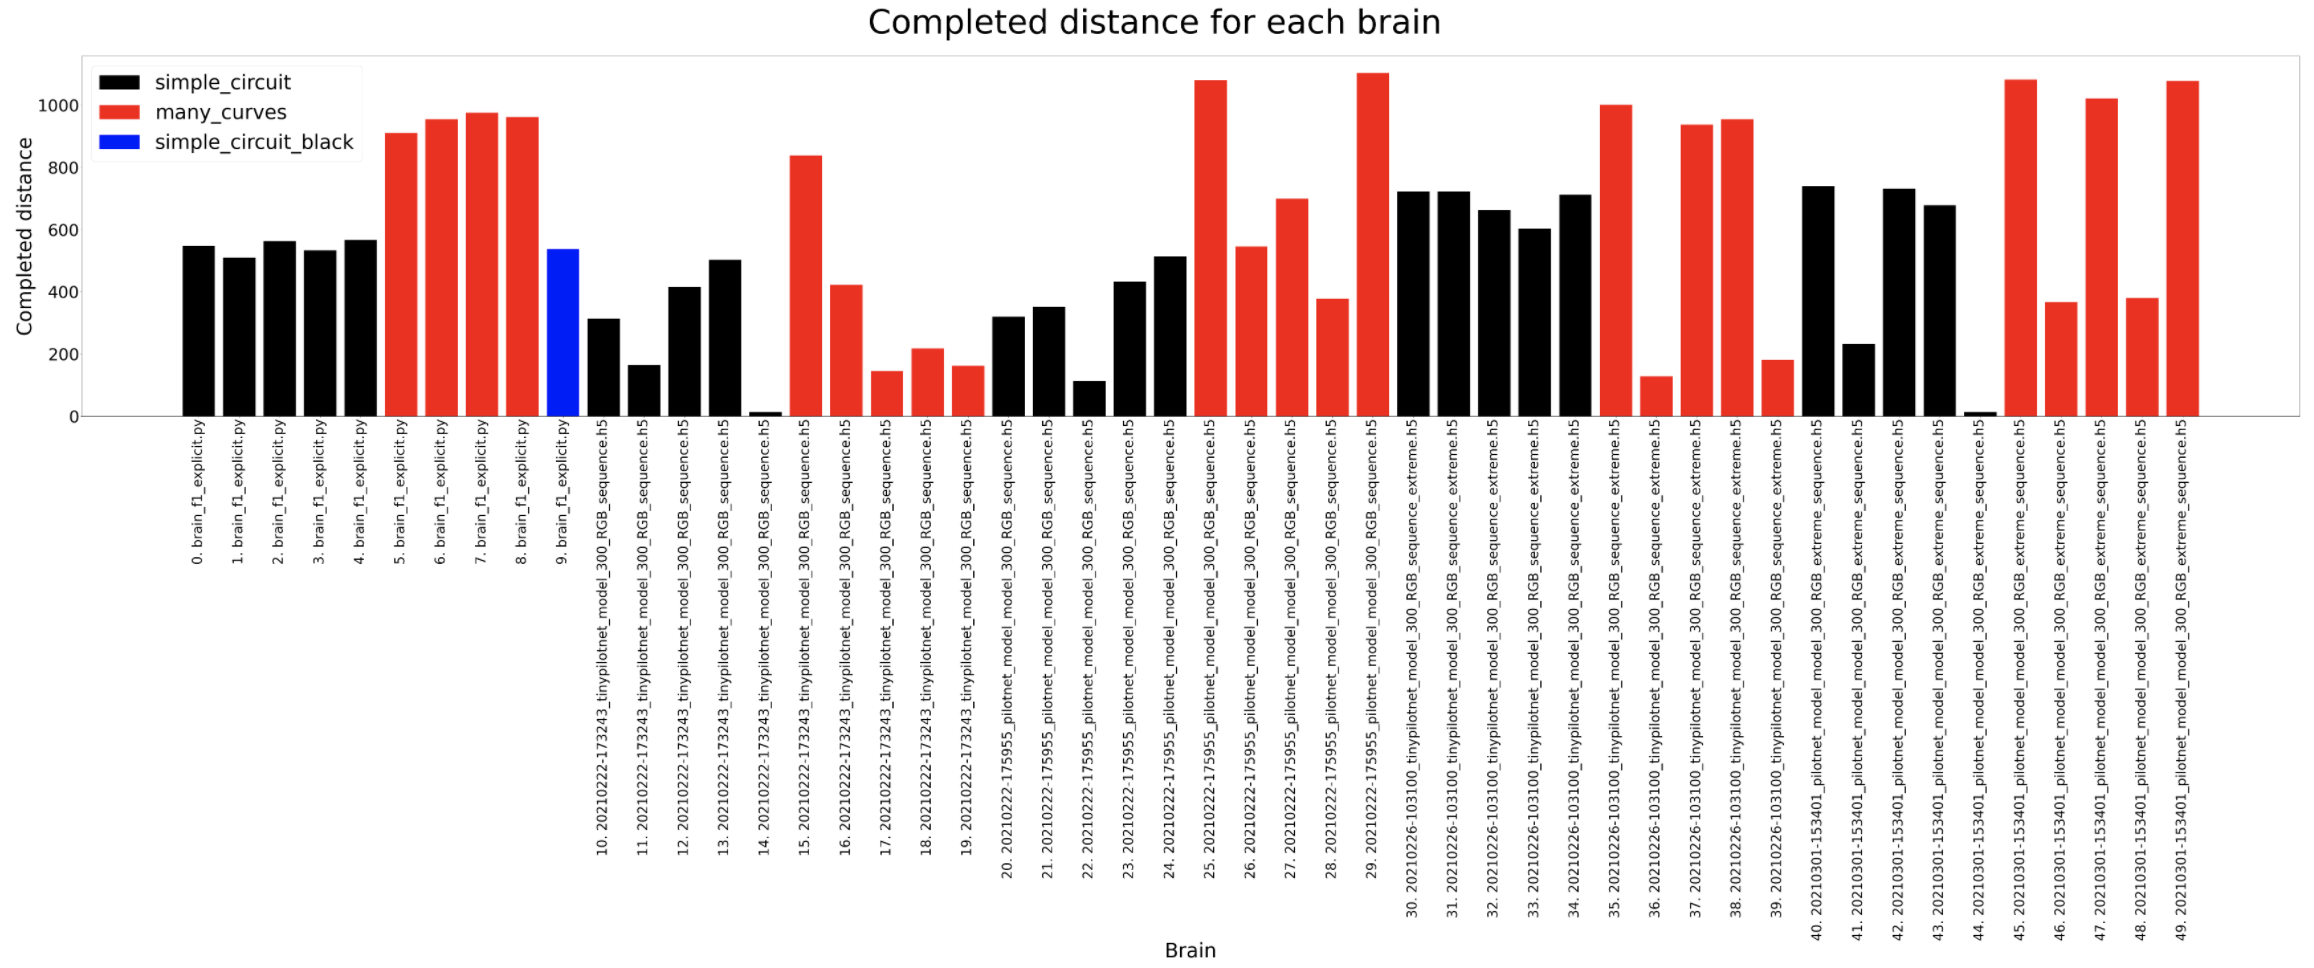 Completed distance for each brain
simple_circuit
many_curves
simple_circuit_black
Completed distance
1000
800
600
400
200
0
0. brain_f1_explicit.py
1. brain_f1_explicit.py
2. brain_f1_explicit.py
3. brain_f1_explicit.py
4. brain_f1_explicit.py
5. brain_f1_explicit.py
6. brain_f1_explicit.py
7. brain_f1_explicit.py
8. brain_f1_explicit.py
9. brain_f1_explicit.py
10. 20210222-173243_tinypilotnet_model_300_RGB_sequence.h5
11. 20210222-173243_tinypilotnet_model_300_RGB_sequence.h5
12. 20210222-173243_tinypilotnet_model_300_RGB_sequence.h5
13. 20210222-173243_tinypilotnet_model_300_RGB_sequence.h5
14. 20210222-173243_tinypilotnet_model_300_RGB_sequence.h5
15. 20210222-173243_tinypilotnet_model_300_RGB_sequence.h5
16. 20210222-173243_tinypilotnet_model_300_RGB_sequence.h5
17. 20210222-173243_tinypilotnet_model_300_RGB_sequence.h5
18. 20210222-173243_tinypilotnet_model_300_RGB_sequence.h5
19. 20210222-173243_tinypilotnet_model_300_RGB_sequence.h5
20. 20210222-175955_pilotnet_model_model_300_RGB_sequence.h5
21. 20210222-175955_pilotnet_model_model_300_RGB_sequence.h5
22. 20210222-175955_pilotnet_model_model_300_RGB_sequence.h5
23. 20210222-175955_pilotnet_model_model_300_RGB_sequence.h5
24. 20210222-175955_pilotnet_model_model_300_RGB_sequence.h5
25. 20210222-175955_pilotnet_model_model_300_RGB_sequence.h5
26. 20210222-175955_pilotnet_model_model_300_RGB_sequence.h5
27. 20210222-175955_pilotnet_model_model_300_RGB_sequence.h5
28. 20210222-175955_pilotnet_model_model_300_RGB_sequence.h5
29. 20210222-175955_pilotnet_model_model_300_RGB_sequence.h5
30. 20210226-103100_tinypilotnet_model_300_RGB_sequence_extreme.h5
31. 20210226-103100_tinypilotnet_model_300_RGB_sequence_extreme.h5
32. 20210226-103100_tinypilotnet_model_300_RGB_sequence_extreme.h5
33. 20210226-103100_tinypilotnet_model_300_RGB_sequence_extreme.h5
34. 20210226-103100_tinypilotnet_model_300_RGB_sequence_extreme.h5
35. 20210226-103100_tinypilotnet_model_300_RGB_sequence_extreme.h5
36. 20210226-103100_tinypilotnet_model_300_RGB_sequence_extreme.h5
37. 20210226-103100_tinypilotnet_model_300_RGB_sequence_extreme.h5
38. 20210226-103100_tinypilotnet_model_300_RGB_sequence_extreme.h5
39. 20210226-103100_tinypilotnet_model_300_RGB_sequence_extreme.h5
40. 20210301-153401_pilotnet_model_model_300_RGB_extreme_sequence.h5
41. 20210301-153401_pilotnet_model_model_300_RGB_extreme_sequence.h5
42. 20210301-153401_pilotnet_model_model_300_RGB_extreme_sequence.h5
43. 20210301-153401_pilotnet_model_model_300_RGB_extreme_sequence.h5
44. 20210301-153401_pilotnet_model_model_300_RGB_extreme_sequence.h5
45. 20210301-153401_pilotnet_model_model_300_RGB_extreme_sequence.h5
46. 20210301-153401_pilotnet_model_model_300_RGB_extreme_sequence.h5
47. 20210301-153401_pilotnet_model_model_300_RGB_extreme_sequence.h5
48. 20210301-153401_pilotnet_model_model_300_RGB_extreme_sequence.h5
49. 20210301-153401_pilotnet_model_model_300_RGB_extreme_sequence.h5
Brain